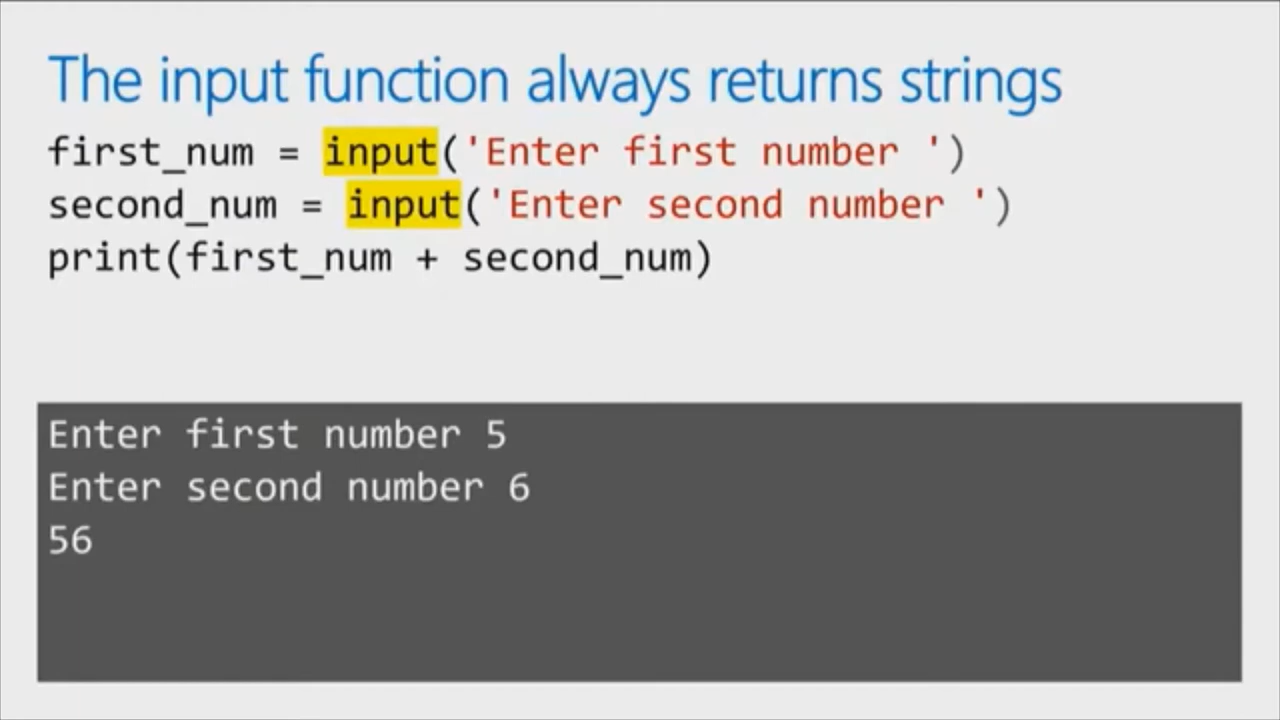 The input function always returns strings
first_num = input('Enter first number ')
second_num = input('Enter second number ')
print(first_num + second_num)
Enter first number 5
Enter second number 6
56